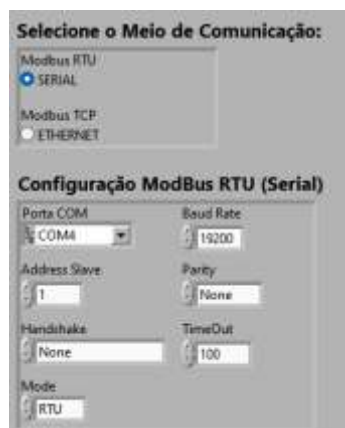 Selecione o Meio de Comunicação:
Modbus RTU
SERIAL
Modbus TCP
ETHERNET
Configuração ModBus RTU (Serial)
Porta COM Baud Rate
COM4 19200
Address Slave Parity
1 None
Handshake TimeOut
None 100
Mode
RTU